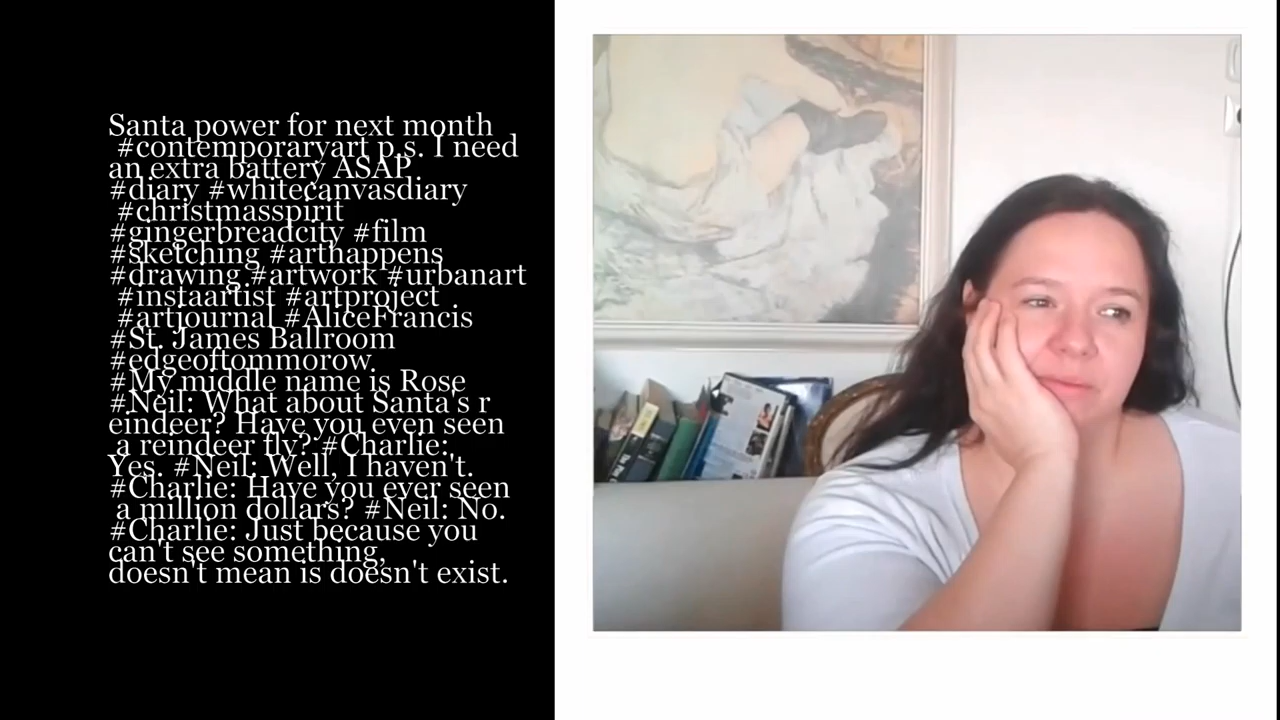 Santa power for next month
#contemporaryart p.s. I need
an extra battery ASAP.
#diary #whitecanvasdiary
#christmasspirit
#gingerbreadcity #film
#sketching #arthappens
#drawing #artwork #urbanart
#instaartist #artproject
#artjournal #AliceFrancis
#St. James Ballroom
#edgeoftommorow.
#My middle name is Rose
#Neil: What about Santa's r
eindeer? Have you even seen
a reindeer fly? #Charlie:
Yes. #Neil: Well, I haven't.
#Charlie: Have you ever seen
a million dollars? #Neil: No.
#Charlie: Just because you
can't see something,
doesn't mean is doesn't exist.